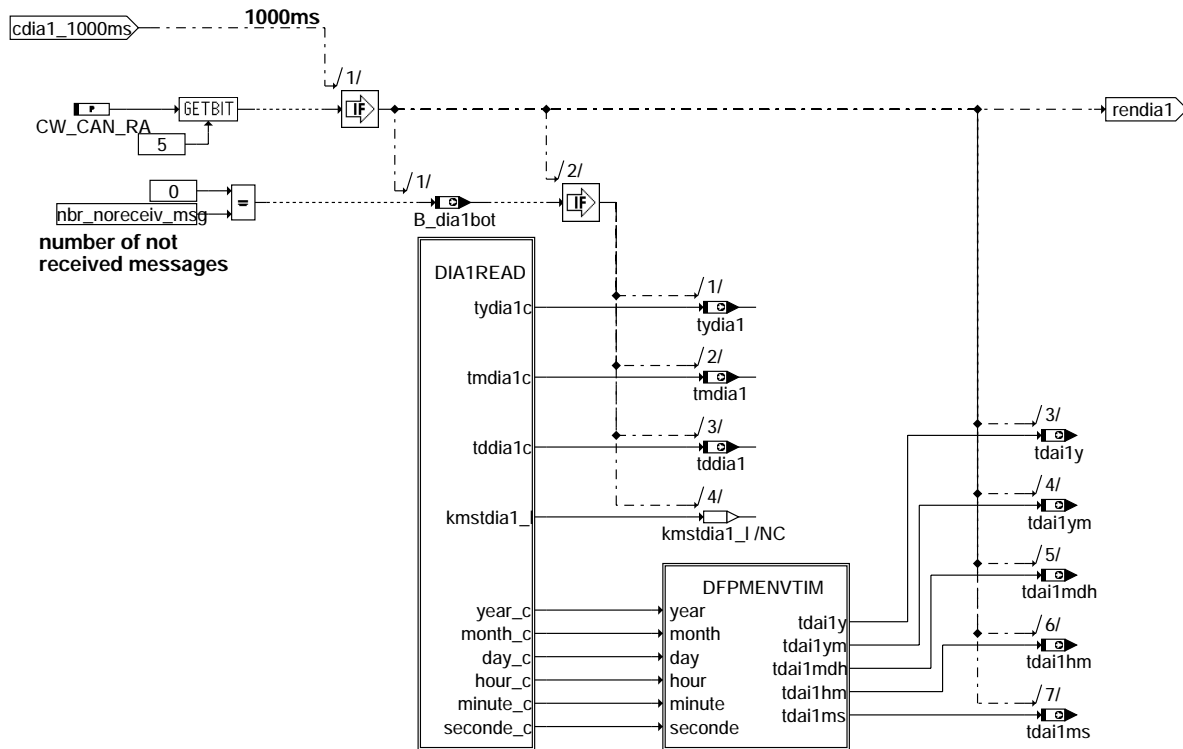 1000ms
cdia1_1000ms
/1/
IF
rendia1
P
GETBIT
CW_CAN_RA
5
/1/
/2/
0
nbr_noreceiv_msg
=
IF
B_dia1bot
number of not
received messages
DIA1READ
tydia1c
/1/
tydia1
tmdia1c
/2/
tmdia1
tddia1c
/3/
tddia1
kmstdia1_l
/4/
kmstdia1_l /NC
/3/
tdai1y
/4/
tdai1ym
/5/
tdai1mdh
/6/
tdai1hm
/7/
tdai1ms
year_c
month_c
day_c
hour_c
minute_c
seconde_c
DFPMENVTIM
year
month
day
hour
minute
seconde
tdai1y
tdai1ym
tdai1mdh
tdai1hm
tdai1ms